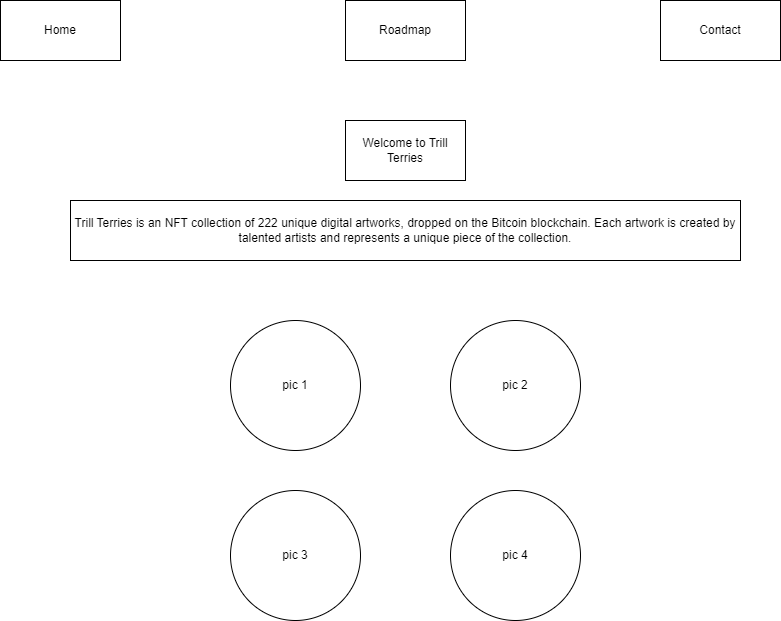 Home
Roadmap
Contact
Welcome to Trill
Terries
Trill Terries is an NFT collection of 222 unique digital artworks, dropped on the Bitcoin blockchain. Each artwork is created by
talented artists and represents a unique piece of the collection.
pic 1
pic 2
pic 3
pic 4